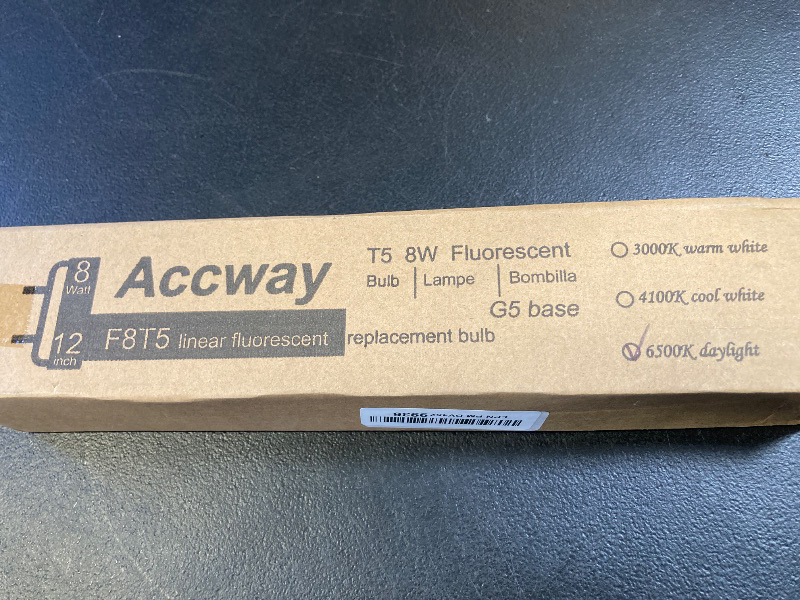 8
Watt
12
inch
Accway
F8T5 linear fluorescent replacement bulb
T5 8W Fluorescent
Bulb | Lampe | Bombilla
G5 base
3000K warm white
4100K cool white
6500K daylight